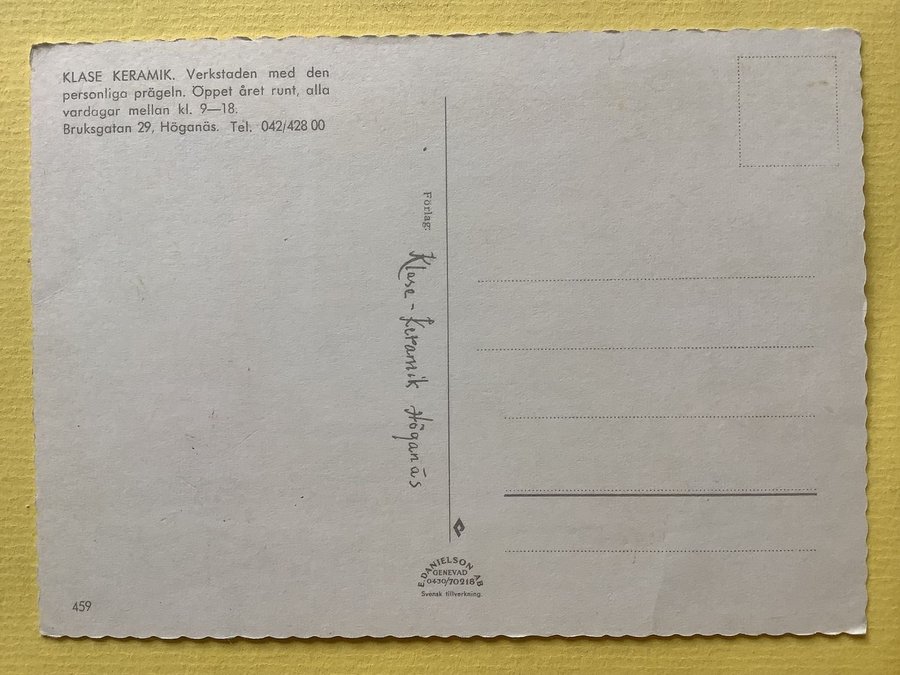 KLASE KERAMIK. Verkstaden med den
personliga prägeln. Öppet året runt, alla
vardagar mellan kl. 9—18.
Bruksgatan 29, Höganäs. Tel. 042/428 00
Förlag:
Klase-Keramik Höganäs
E. DANIELSON AB
GENEVAD
0430/70218
Svensk tillverkning.
459